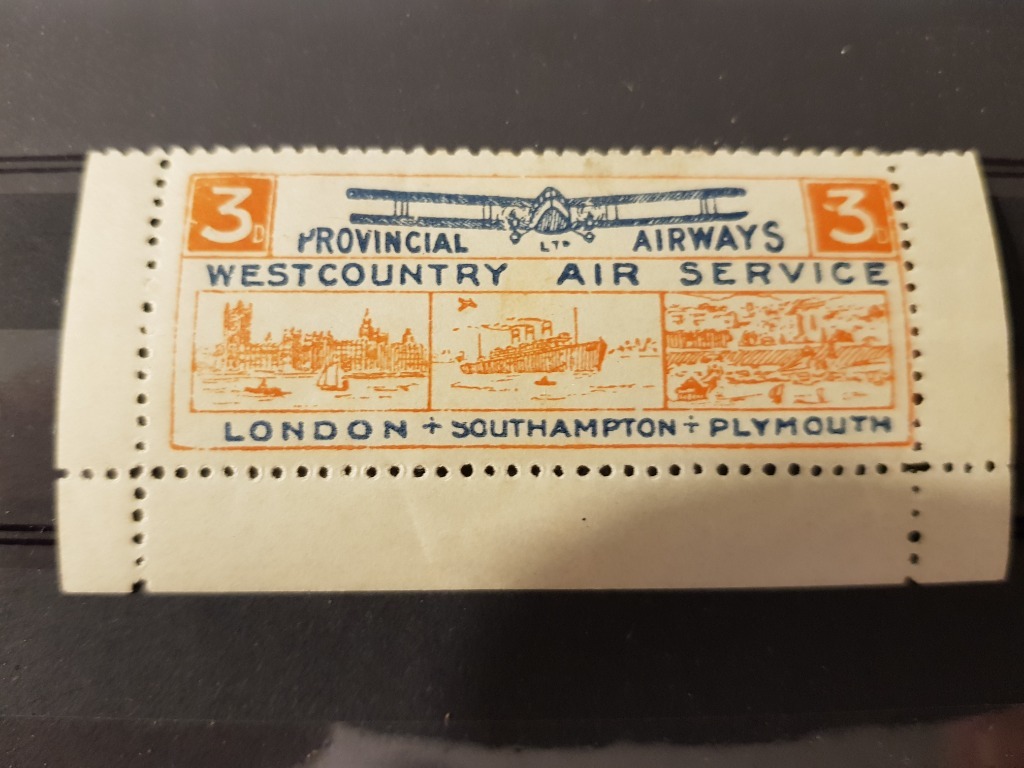 3D 3D
PROVINCIAL LTD AIRWAYS
WESTCOUNTRY AIR SERVICE
LONDON + SOUTHAMPTON + PLYMOUTH